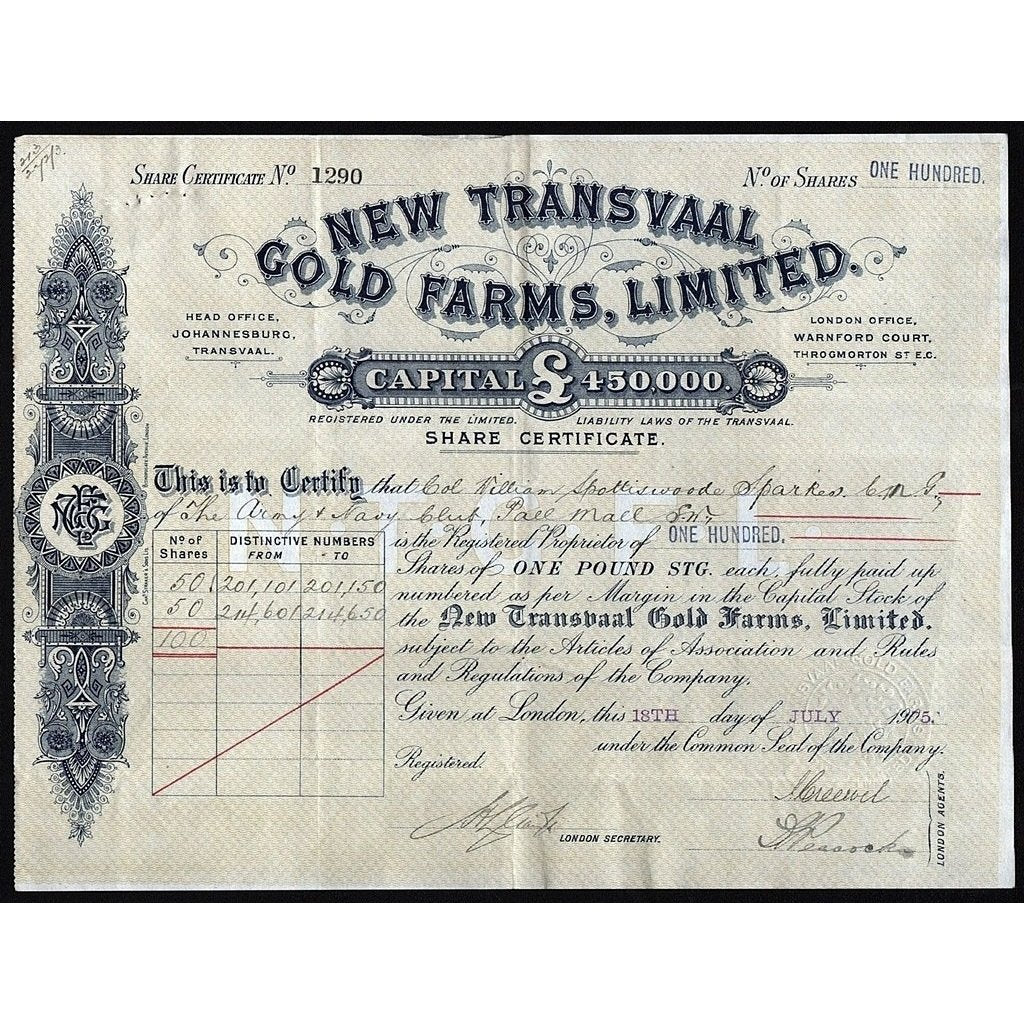 SHARE CERTIFICATE No. 1290
No. OF SHARES ONE HUNDRED.
NEW TRANSVAAL
GOLD FARMS, LIMITED.
HEAD OFFICE,
JOHANNESBURG,
TRANSVAAL.
LONDON OFFICE,
WARNFORD COURT,
THROGMORTON ST E.C.
CAPITAL £ 450,000.
REGISTERED UNDER THE LIMITED. LIABILITY LAWS OF THE TRANSVAAL.
SHARE CERTIFICATE.
This is to Certify that Col William Spottiswoode Sparkes. C.M.G,
of The Army & Navy Club, Pall Mall S.W,
is the Registered Proprietor of ONE HUNDRED.
Shares of ONE POUND STG. each, fully paid up
numbered as per Margin in the Capital Stock of
the New Transvaal Gold Farms, Limited.
subject to the Articles of Association and Rules
and Regulations of the Company.
Given at London, this 18TH day of JULY 1905.
under the Common Seal of the Company.
No of Shares DISTINCTIVE NUMBERS
FROM - TO
50 201,101 201,150
50 214,601 214,650
100
Registered.
LONDON SECRETARY.
Peacocke
LONDON AGENTS.